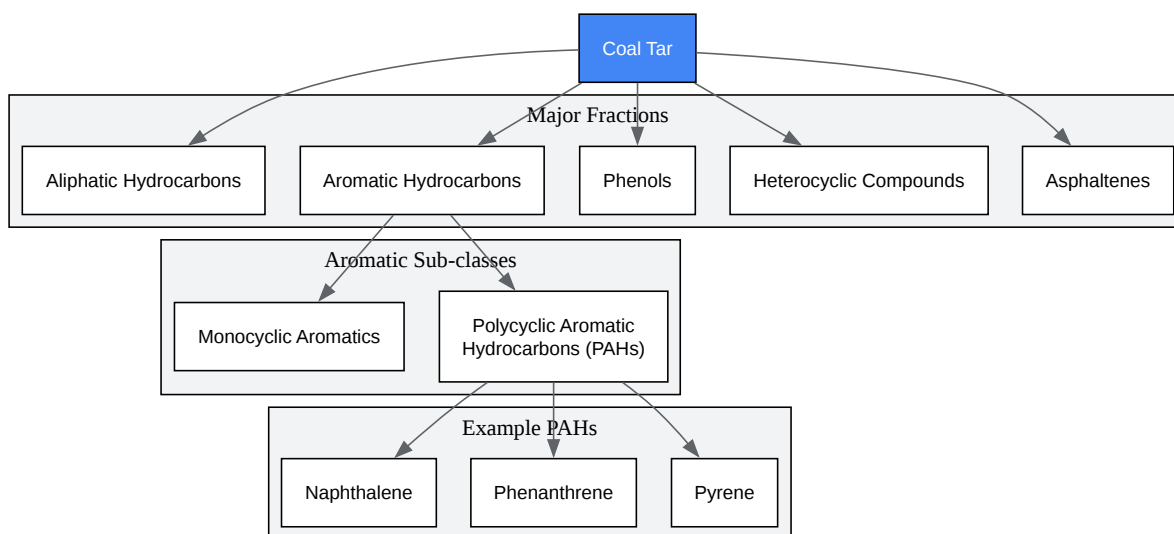 Coal Tar
Major Fractions
Aliphatic Hydrocarbons
Aromatic Hydrocarbons
Phenols
Heterocyclic Compounds
Asphaltenes
Aromatic Sub-classes
Monocyclic Aromatics
Polycyclic Aromatic
Hydrocarbons (PAHs)
Example PAHs
Naphthalene
Phenanthrene
Pyrene